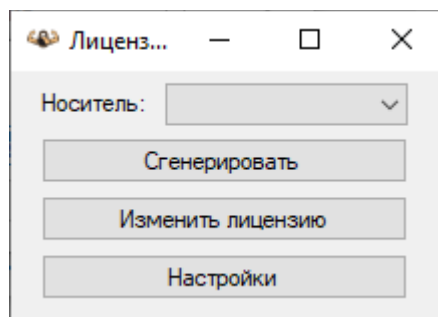 Лиценз...
Носитель:
Сгенерировать
Изменить лицензию
Настройки